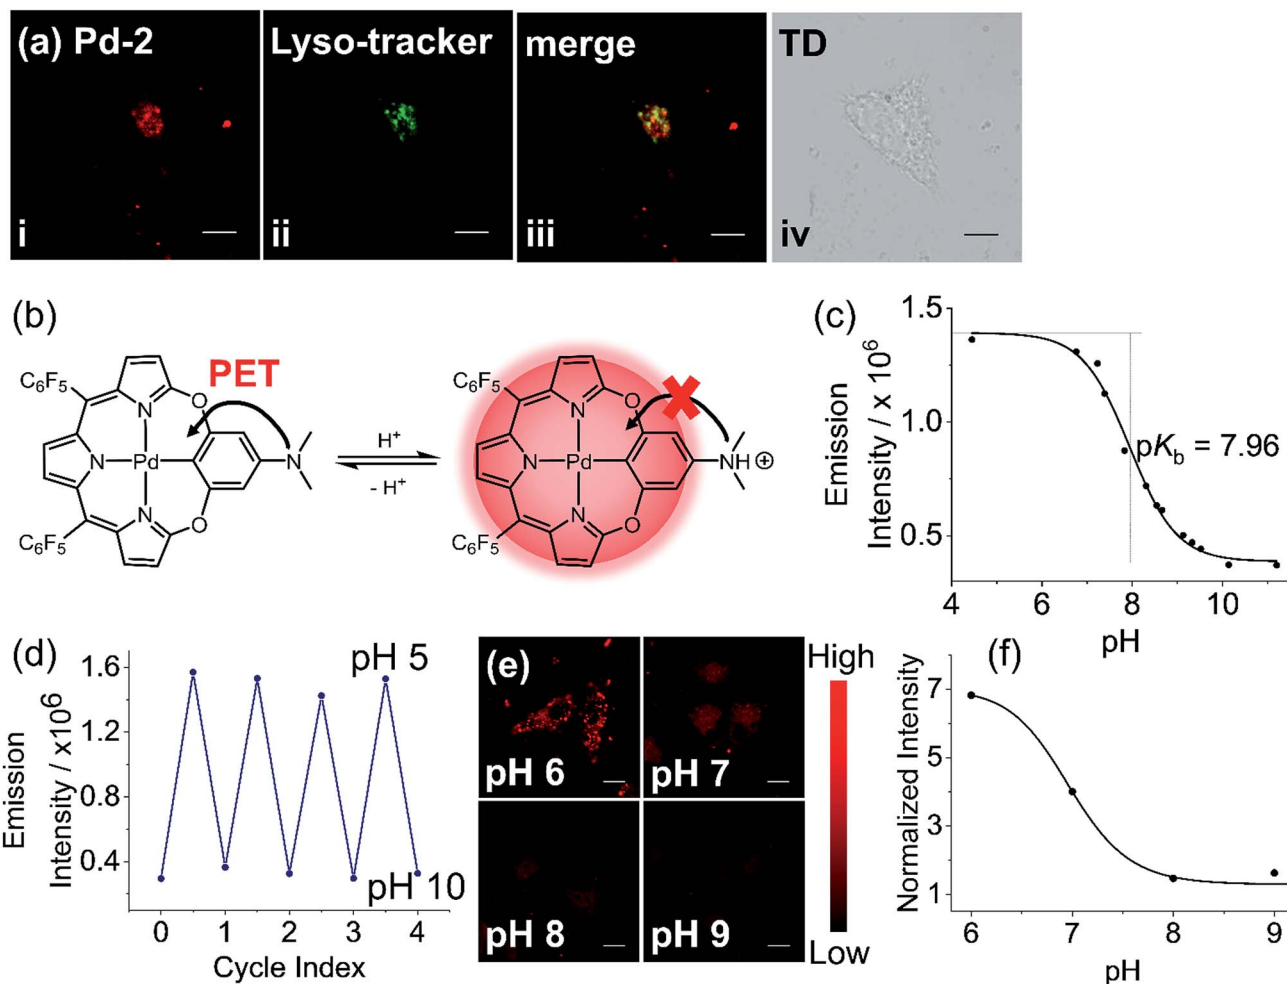 (a) Pd-2
Lyso-tracker
merge
TD
i
ii
iii
iv
(b)
PET
C₆F₅
N
O
N
Pd
N
N
O
C₆F₅
H⁺
- H⁺
C₆F₅
N
O
N
Pd
NH ⊕
N
O
C₆F₅
(c)
Emission
Intensity / x 10⁶
1.5
1.0
0.5
pKb = 7.96
4
6
8
10
pH
(d)
Emission
Intensity / x10⁶
1.6
1.2
0.8
0.4
pH 5
pH 10
0
1
2
3
4
Cycle Index
(e)
pH 6
pH 7
pH 8
pH 9
High
Low
(f)
Normalized Intensity
7
5
3
1
6
7
8
9
pH